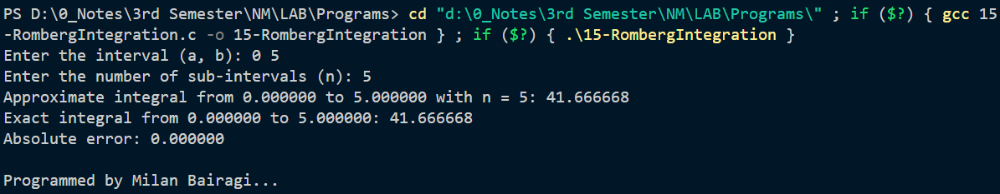 PS D:\0_Notes\3rd Semester\NM\LAB\Programs> cd "d:\0_Notes\3rd Semester\NM\LAB\Programs\" ; if ($?) { gcc 15
-RombergIntegration.c -o 15-RombergIntegration } ; if ($?) { .\15-RombergIntegration }
Enter the interval (a, b): 0 5
Enter the number of sub-intervals (n): 5
Approximate integral from 0.000000 to 5.000000 with n = 5: 41.666668
Exact integral from 0.000000 to 5.000000: 41.666668
Absolute error: 0.000000
Programmed by Milan Bairagi...